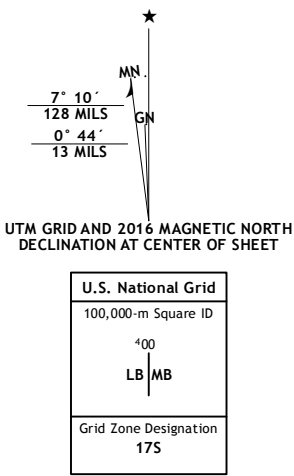 ★
MN
7° 10´
128 MILS
GN
0° 44´
13 MILS
UTM GRID AND 2016 MAGNETIC NORTH
DECLINATION AT CENTER OF SHEET
U.S. National Grid
100,000-m Square ID
⁴00
LB MB
Grid Zone Designation
17S